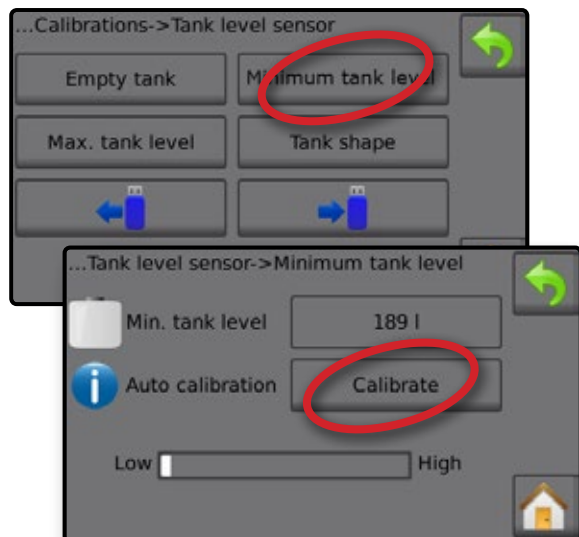 ...Calibrations->Tank level sensor
Empty tank
Minimum tank level
Max. tank level
Tank shape
...Tank level sensor->Minimum tank level
Min. tank level
189 l
Auto calibration
Calibrate
Low
High